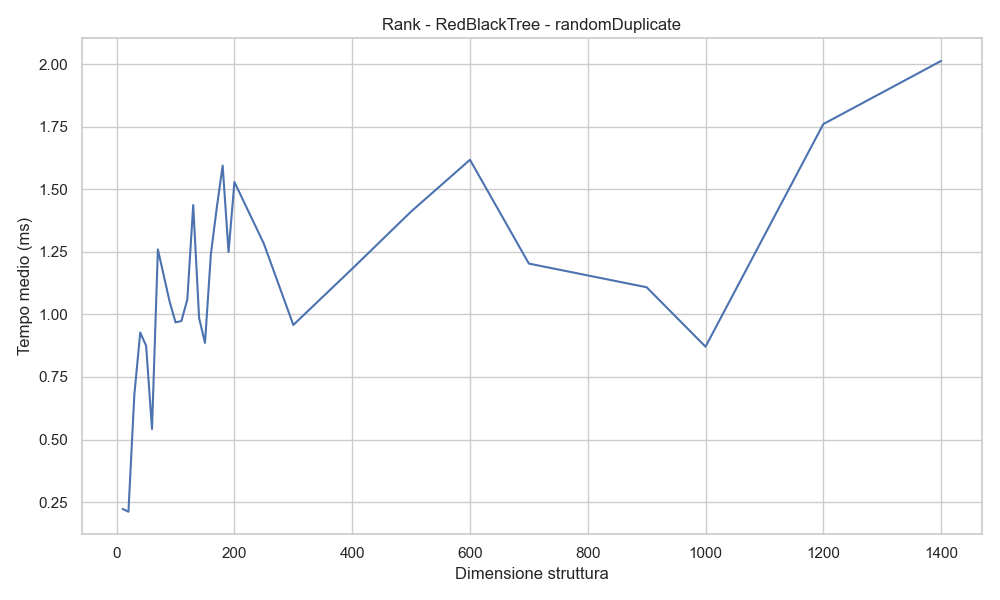 Rank - RedBlackTree - randomDuplicate
Tempo medio (ms)
2.00
1.75
1.50
1.25
1.00
0.75
0.50
0.25
0 200 400 600 800 1000 1200 1400
Dimensione struttura